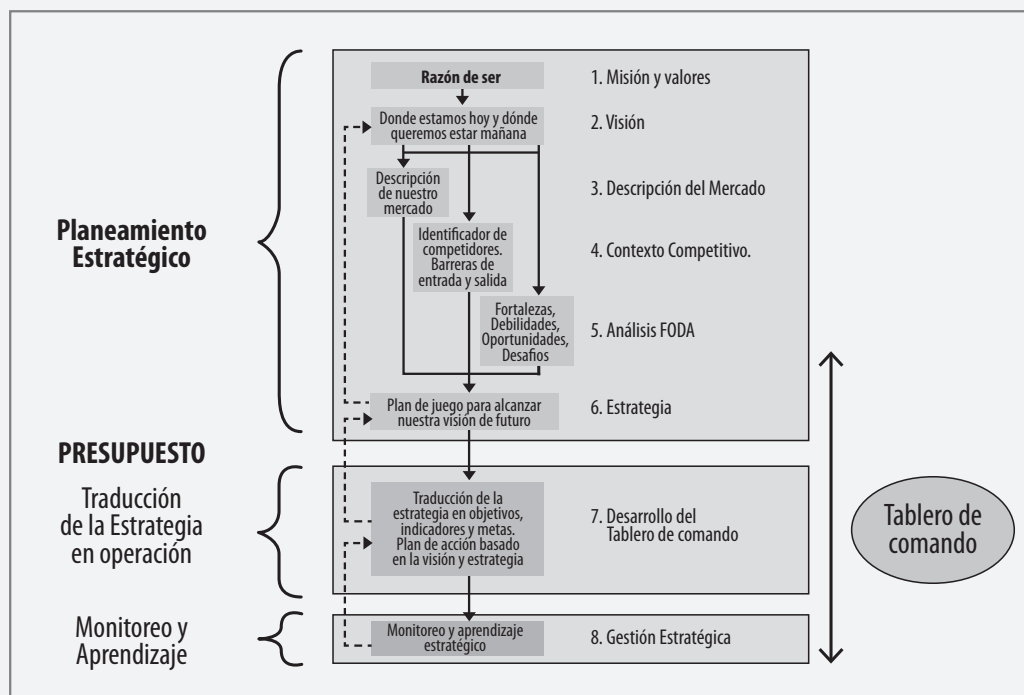 Planeamiento
Estratégico
Razón de ser
1. Misión y valores
Donde estamos hoy y dónde
queremos estar mañana
2. Visión
Descripción
de nuestro
mercado
3. Descripción del Mercado
Identificador de
competidores.
Barreras de
entrada y salida
4. Contexto Competitivo.
Fortalezas,
Debilidades,
Oportunidades,
Desafios
5. Análisis FODA
Plan de juego para alcanzar
nuestra visión de futuro
6. Estrategia
PRESUPUESTO
Traducción
de la Estrategia
en operación
Traducción de la
estrategia en objetivos,
indicadores y metas.
Plan de acción basado
en la visión y estrategia
7. Desarrollo del
Tablero de comando
Monitoreo y
Aprendizaje
Monitoreo y aprendizaje
estratégico
8. Gestión Estratégica
Tablero de
comando